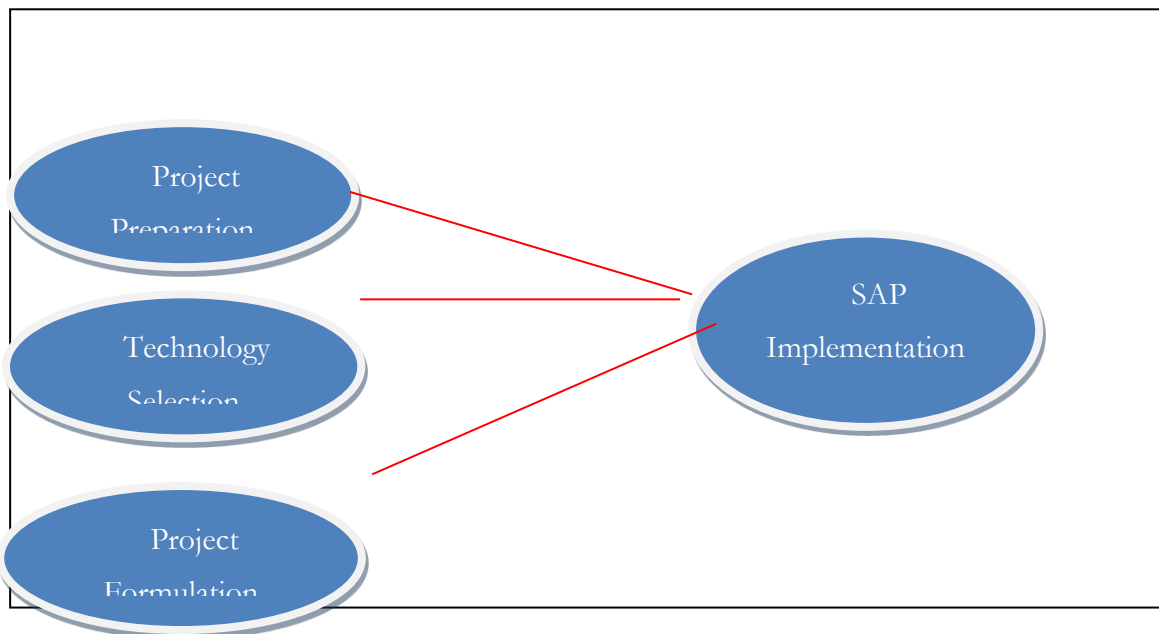 Project
Preparation
SAP
Technology
Implementation
Selection
Project
Formulation